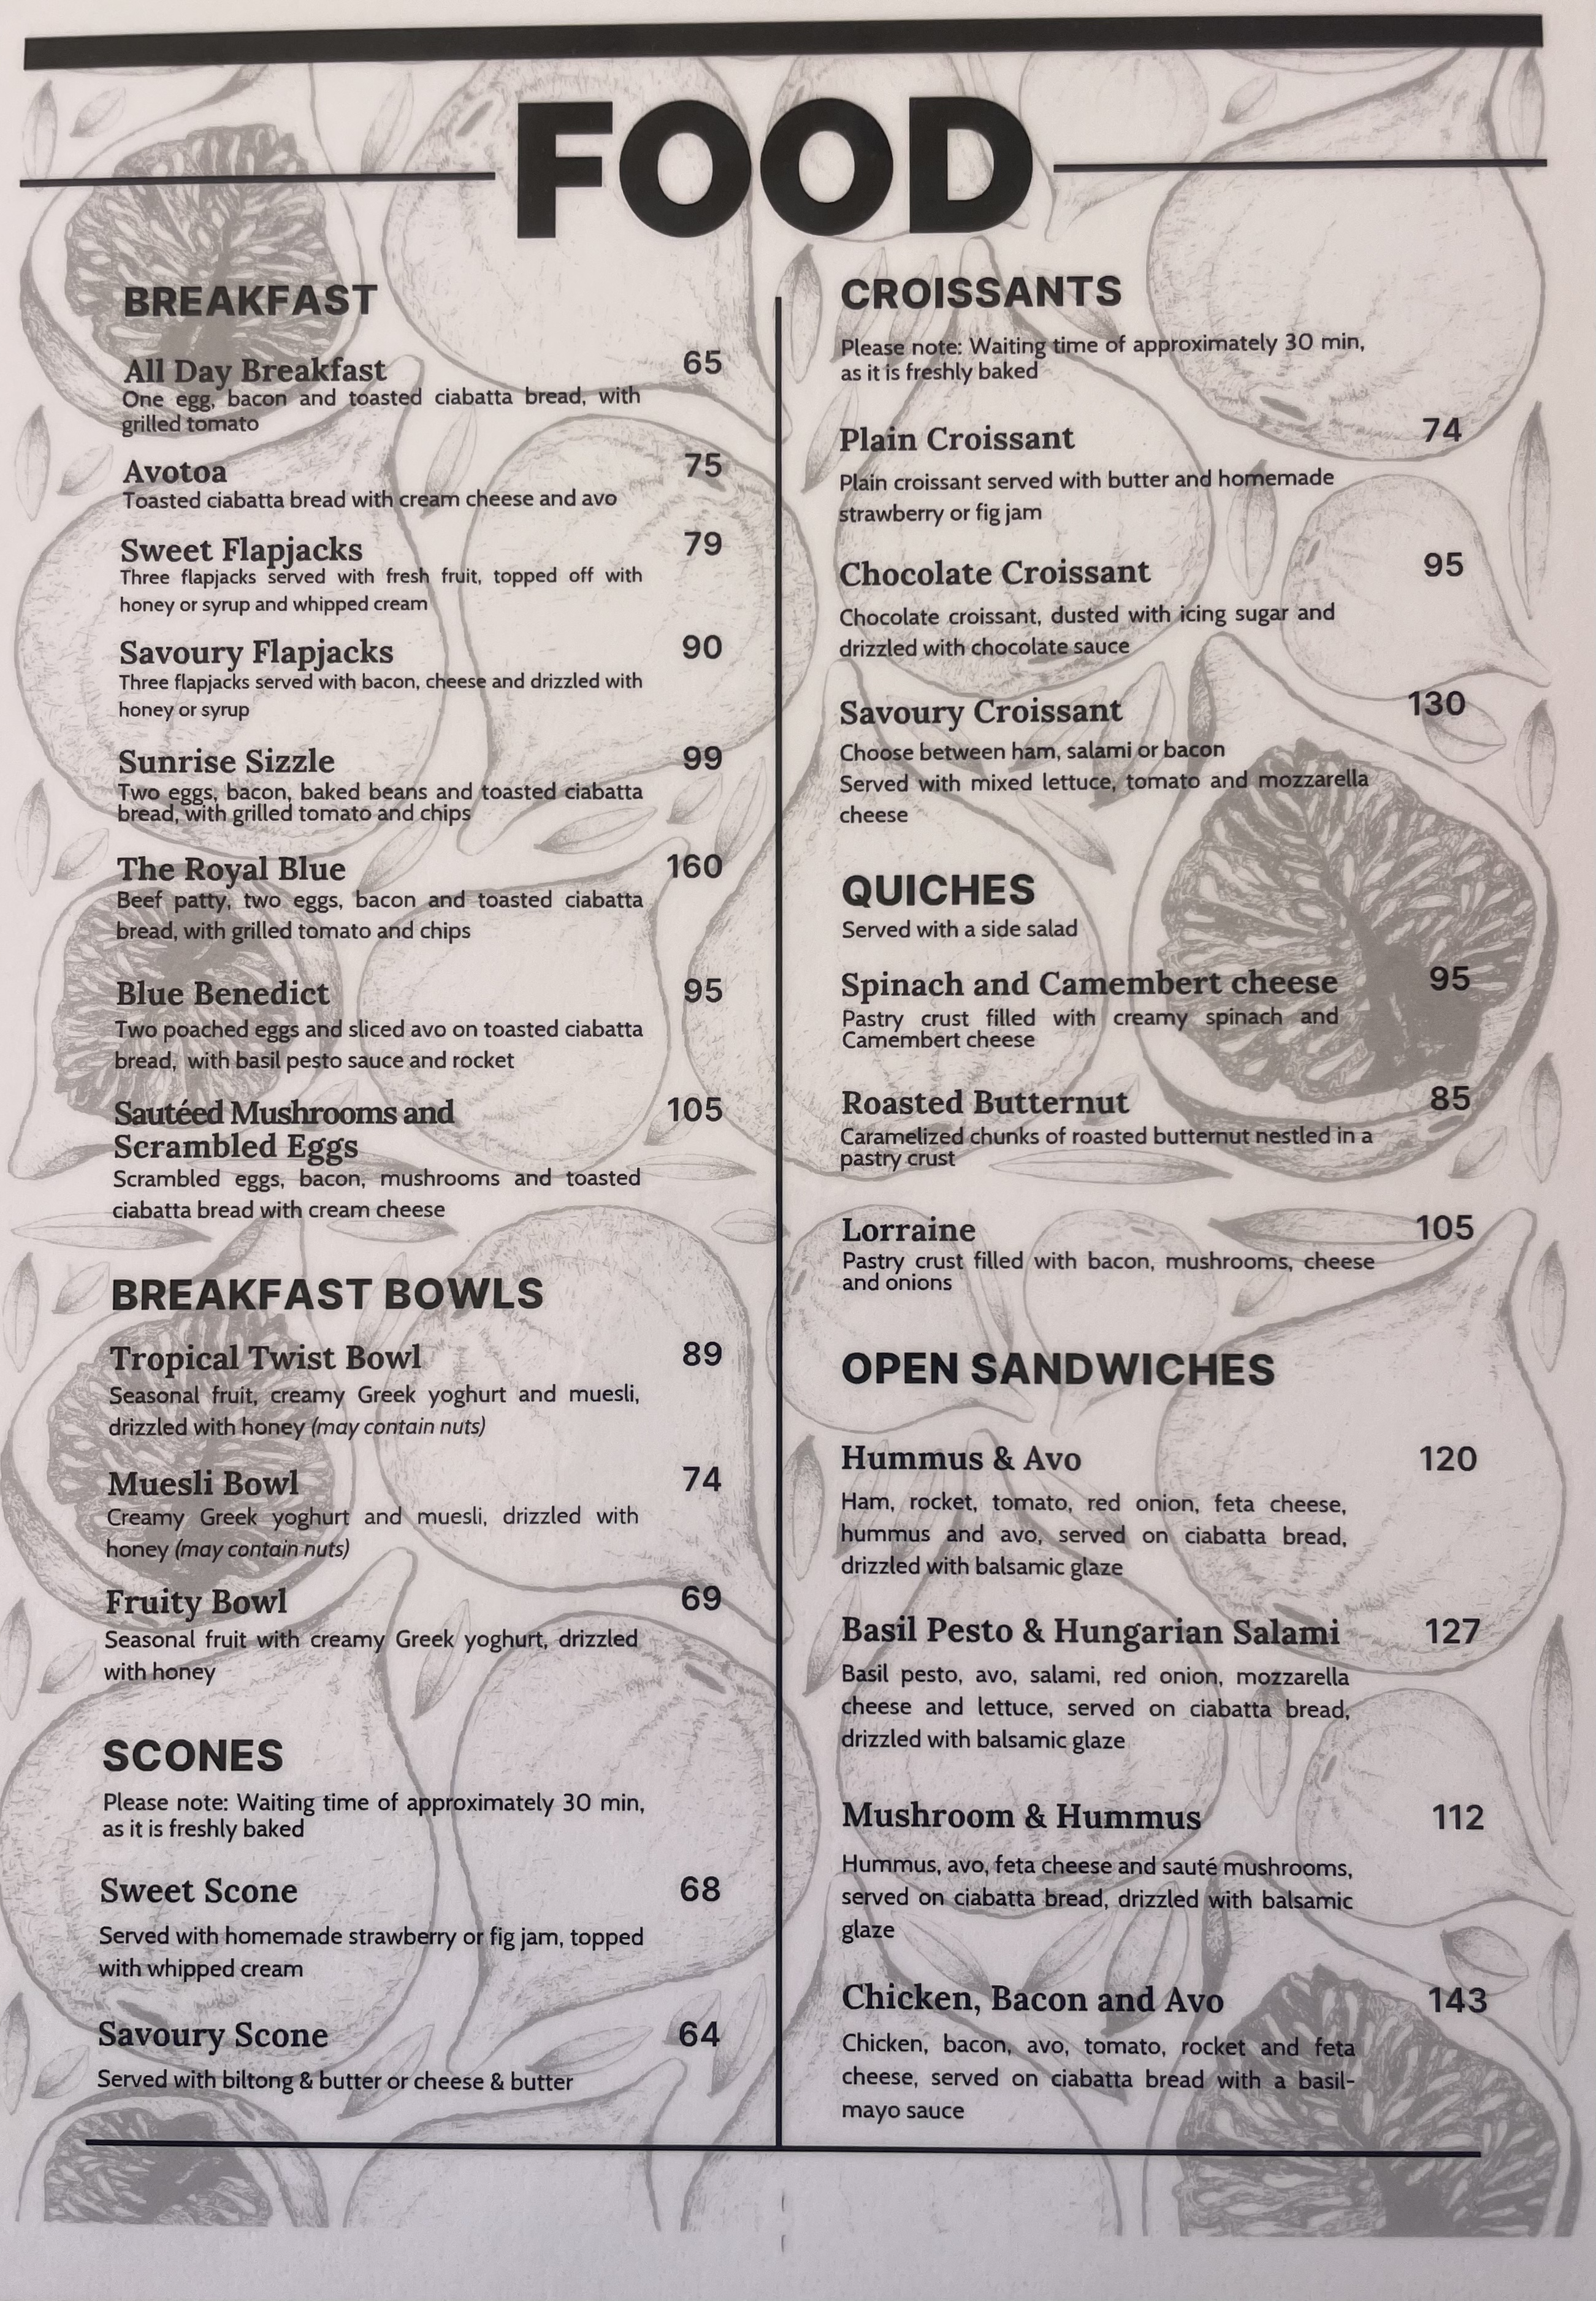 FOOD
BREAKFAST
All Day Breakfast 65
One egg, bacon and toasted ciabatta bread, with
grilled tomato
Avotoa 75
Toasted ciabatta bread with cream cheese and avo
Sweet Flapjacks 79
Three flapjacks served with fresh fruit, topped off with
honey or syrup and whipped cream
Savoury Flapjacks 90
Three flapjacks served with bacon, cheese and drizzled with
honey or syrup
Sunrise Sizzle 99
Two eggs, bacon, baked beans and toasted ciabatta
bread, with grilled tomato and chips
The Royal Blue 160
Beef patty, two eggs, bacon and toasted ciabatta
bread, with grilled tomato and chips
Blue Benedict 95
Two poached eggs and sliced avo on toasted ciabatta
bread, with basil pesto sauce and rocket
Sautéed Mushrooms and 105
Scrambled Eggs
Scrambled eggs, bacon, mushrooms and toasted
ciabatta bread with cream cheese
BREAKFAST BOWLS
Tropical Twist Bowl 89
Seasonal fruit, creamy Greek yoghurt and muesli,
drizzled with honey (may contain nuts)
Muesli Bowl 74
Creamy Greek yoghurt and muesli, drizzled with
honey (may contain nuts)
Fruity Bowl 69
Seasonal fruit with creamy Greek yoghurt, drizzled
with honey
SCONES
Please note: Waiting time of approximately 30 min,
as it is freshly baked
Sweet Scone 68
Served with homemade strawberry or fig jam, topped
with whipped cream
Savoury Scone 64
Served with biltong & butter or cheese & butter
CROISSANTS
Please note: Waiting time of approximately 30 min,
as it is freshly baked
Plain Croissant 74
Plain croissant served with butter and homemade
strawberry or fig jam
Chocolate Croissant 95
Chocolate croissant, dusted with icing sugar and
drizzled with chocolate sauce
Savoury Croissant 130
Choose between ham, salami or bacon
Served with mixed lettuce, tomato and mozzarella
cheese
QUICHES
Served with a side salad
Spinach and Camembert cheese 95
Pastry crust filled with creamy spinach and
Camembert cheese
Roasted Butternut 85
Caramelized chunks of roasted butternut nestled in a
pastry crust
Lorraine 105
Pastry crust filled with bacon, mushrooms, cheese
and onions
OPEN SANDWICHES
Hummus & Avo 120
Ham, rocket, tomato, red onion, feta cheese,
hummus and avo, served on ciabatta bread,
drizzled with balsamic glaze
Basil Pesto & Hungarian Salami 127
Basil pesto, avo, salami, red onion, mozzarella
cheese and lettuce, served on ciabatta bread,
drizzled with balsamic glaze
Mushroom & Hummus 112
Hummus, avo, feta cheese and sauté mushrooms,
served on ciabatta bread, drizzled with balsamic
glaze
Chicken, Bacon and Avo 143
Chicken, bacon, avo, tomato, rocket and feta
cheese, served on ciabatta bread with a basil-
mayo sauce